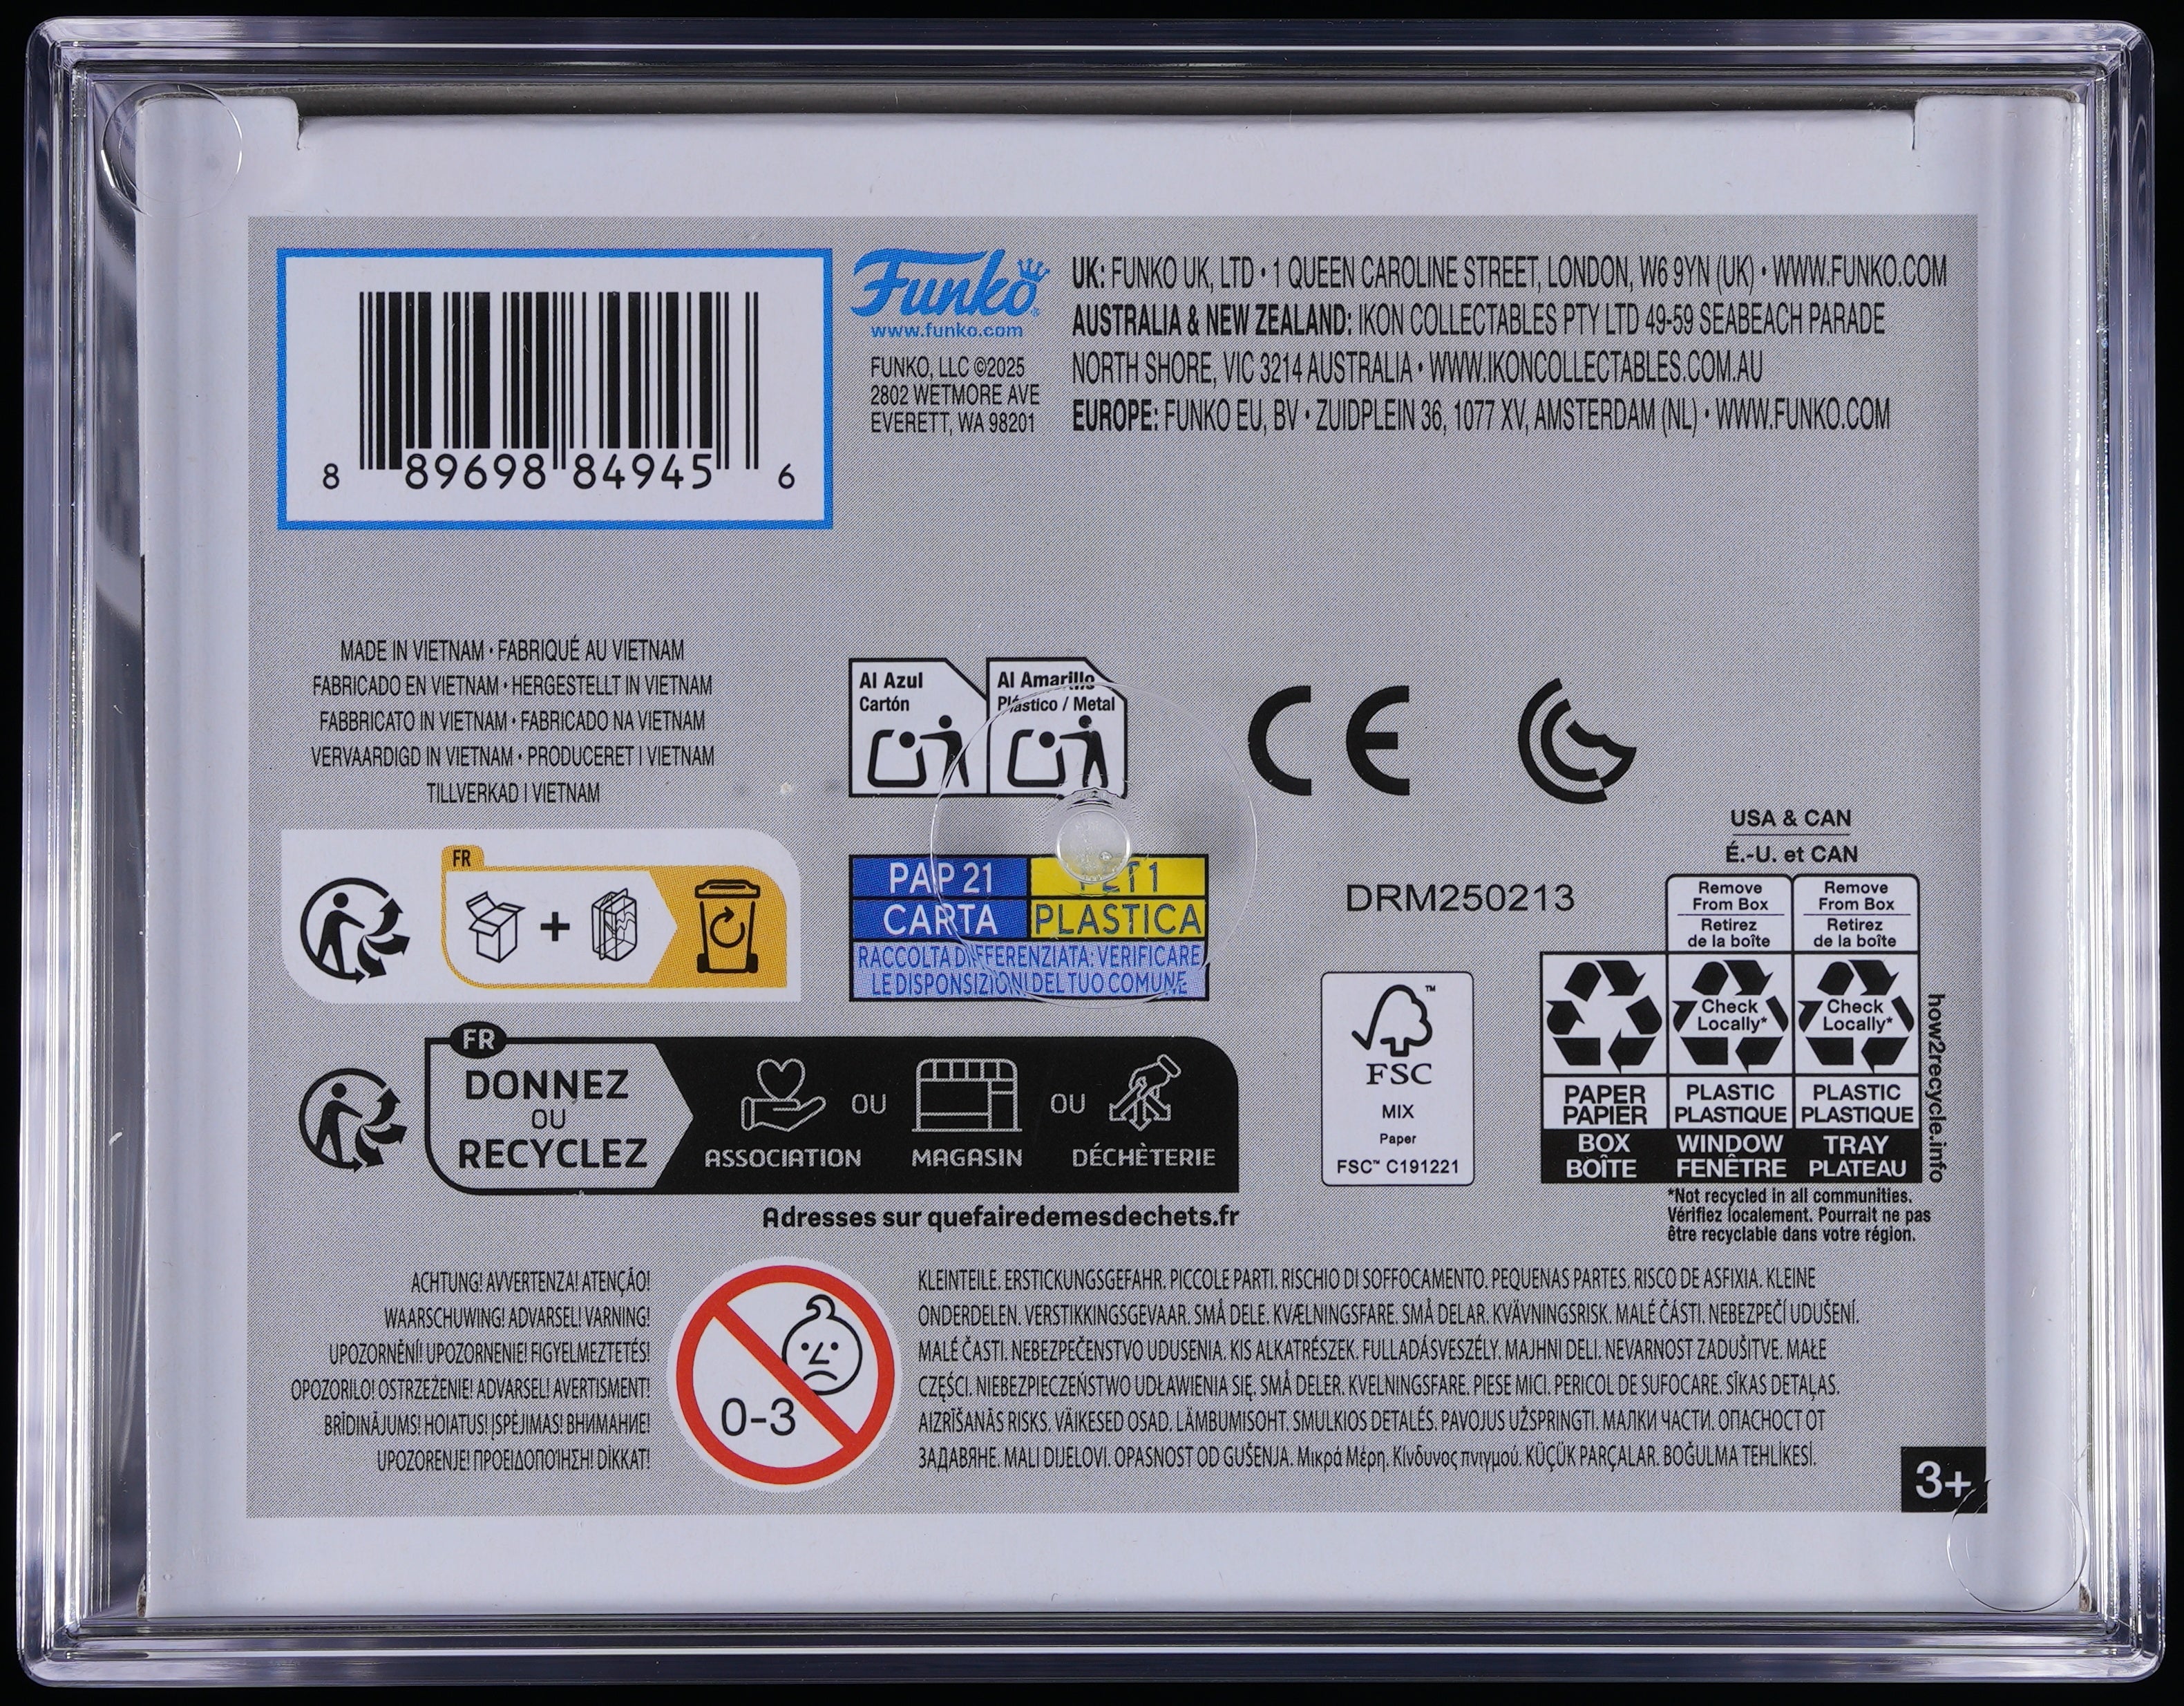 8 89698 84945 6
Funko
www.funko.com
FUNKO, LLC ©2025
2802 WETMORE AVE
EVERETT, WA 98201
UK: FUNKO UK, LTD • 1 QUEEN CAROLINE STREET, LONDON, W6 9YN (UK) • WWW.FUNKO.COM
AUSTRALIA & NEW ZEALAND: IKON COLLECTABLES PTY LTD 49-59 SEABEACH PARADE
NORTH SHORE, VIC 3214 AUSTRALIA • WWW.IKONCOLLECTABLES.COM.AU
EUROPE: FUNKO EU, BV • ZUIDPLEIN 36, 1077 XV, AMSTERDAM (NL) • WWW.FUNKO.COM
MADE IN VIETNAM • FABRIQUÉ AU VIETNAM
FABRICADO EN VIETNAM • HERGESTELLT IN VIETNAM
FABBRICATO IN VIETNAM • FABRICADO NA VIETNAM
VERVAARDIGD IN VIETNAM • PRODUCERET I VIETNAM
TILLVERKAD I VIETNAM
Al Azul
Cartón
Al Amarillo
Plástico / Metal
CE
FR
PAP 21
PET 1
CARTA
PLASTICA
RACCOLTA DIFFERENZIATA: VERIFICARE
LE DISPONSIZIONI DEL TUO COMUNE
DRM250213
USA & CAN
É.-U. et CAN
Remove
From Box
Retirez
de la boîte
Remove
From Box
Retirez
de la boîte
Check
Locally*
Check
Locally*
PAPER
PAPIER
PLASTIC
PLASTIQUE
PLASTIC
PLASTIQUE
BOX
BOÎTE
WINDOW
FENÊTRE
TRAY
PLATEAU
how2recycle.info
*Not recycled in all communities.
Vérifiez localement. Pourrait ne pas
être recyclable dans votre région.
FSC™
MIX
Paper
FSC™ C191221
FR
DONNEZ
OU
RECYCLEZ
ASSOCIATION
OU
MAGASIN
OU
DÉCHÈTERIE
Adresses sur quefairedemesdechets.fr
ACHTUNG! AVVERTENZA! ATENÇÃO!
WAARSCHUWING! ADVARSEL! VARNING!
UPOZORNĚNÍ! UPOZORNENIE! FIGYELMEZTETÉS!
OPOZORILO! OSTRZEŻENIE! ADVARSEL! AVERTISMENT!
BRĪDINĀJUMS! HOIATUS! ĮSPĖJIMAS! ВНИМАНИЕ!
UPOZORENJE! ΠΡΟΕΙΔΟΠΟΊΗΣΗ! DİKKAT!
0-3
KLEINTEILE. ERSTICKUNGSGEFAHR. PICCOLE PARTI. RISCHIO DI SOFFOCAMENTO. PEQUENAS PARTES. RISCO DE ASFIXIA. KLEINE
ONDERDELEN. VERSTIKKINGSGEVAAR. SMÅ DELE. KVÆLNINGSFARE. SMÅ DELAR. KVÄVNINGSRISK. MALÉ ČÁSTI. NEBEZPEČÍ UDUŠENÍ.
MALÉ ČASTI. NEBEZPEČENSTVO UDUSENIA. KIS ALKATRÉSZEK. FULLADÁSVESZÉLY. MAJHNI DELI. NEVARNOST ZADUŠITVE. MAŁE
CZĘŚCI. NIEBEZPIECZEŃSTWO UDŁAWIENIA SIĘ. SMÅ DELER. KVELNINGSFARE. PIESE MICI. PERICOL DE SUFOCARE. SĪKAS DETAĻAS.
AIZRĪŠANĀS RISKS. VÄIKESED OSAD. LÄMBUMISOHT. SMULKIOS DETALĖS. PAVOJUS UŽSPRINGTI. МАЛКИ ЧАСТИ. ОПАСНОСТ ОТ
ЗАДАВЯНЕ. MALI DIJELOVI. OPASNOST OD GUŠENJA. Μικρά Μέρη. Κίνδυνος πνιγμού. KÜÇÜK PARÇALAR. BOĞULMA TEHLİKESİ.
3+